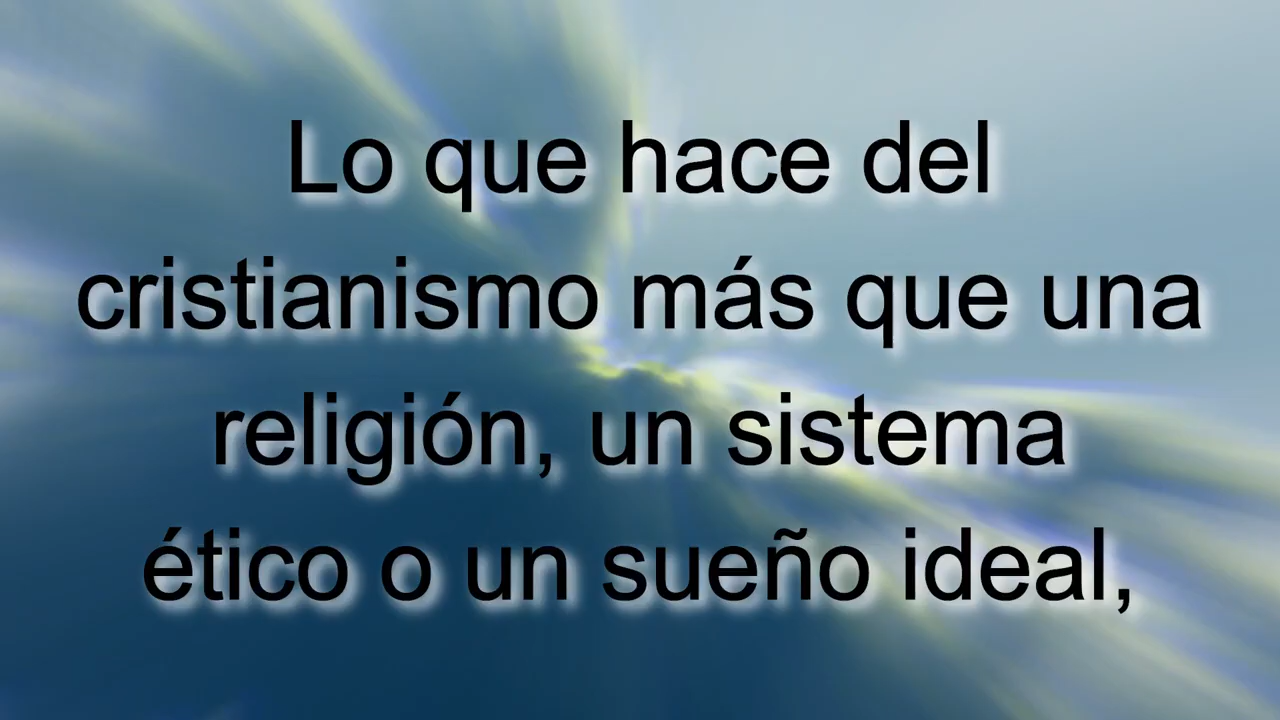 Lo que hace del
cristianismo más que una
religión, un sistema
ético o un sueño ideal,